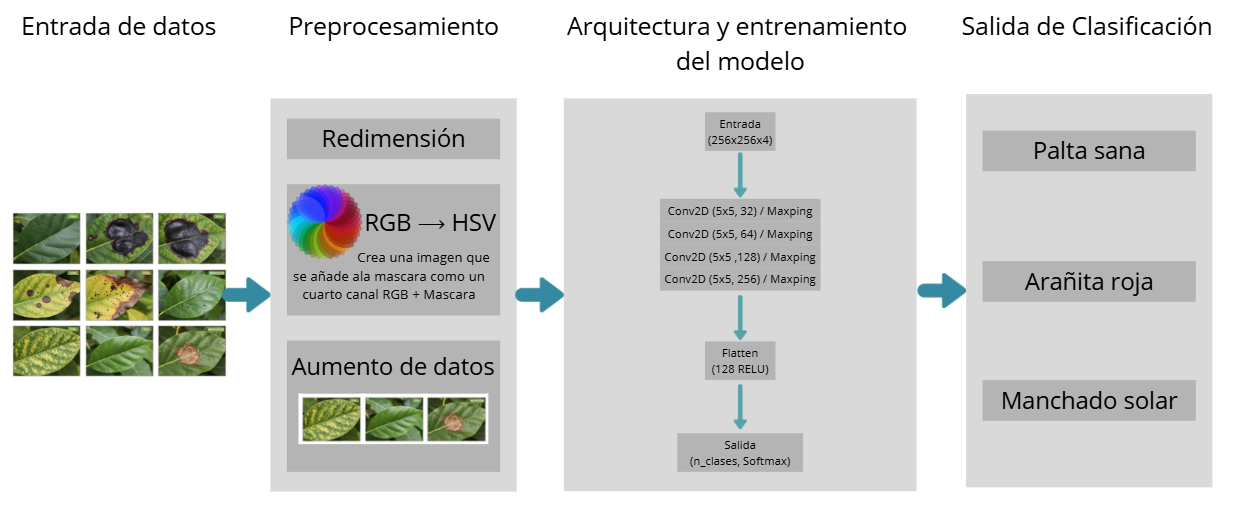 Entrada de datos
Preprocesamiento
Arquitectura y entrenamiento
del modelo
Salida de Clasificación
Redimensión
RGB → HSV
Crea una imagen que
se añade ala mascara como un
cuarto canal RGB + Mascara
Aumento de datos
Entrada
(256x256x4)
Conv2D (5x5, 32) / Maxping
Conv2D (5x5, 64) / Maxping
Conv2D (5x5 ,128) / Maxping
Conv2D (5x5, 256) / Maxping
Flatten
(128 RELU)
Salida
(n_clases, Softmax)
Palta sana
Arañita roja
Manchado solar